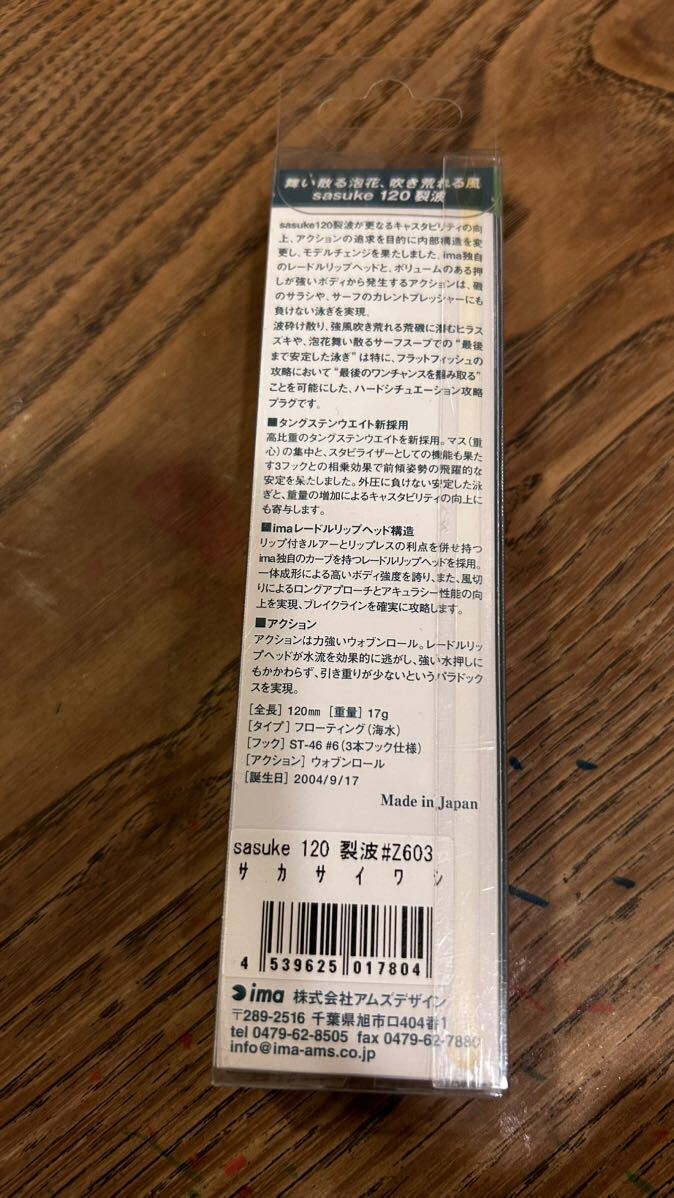 舞い散る泡花、吹き荒れる風
sasuke 120 裂波
sasuke120裂波が更なるキャスタビリティの向
上、アクションの追求を目的に内部構造を変
更し、モデルチェンジを果たしました。ima独自
のレードルリップヘッドと、ボリュームのある押
しが強いボディから発生するアクションは、磯
のサラシや、サーフのカレントプレッシャーにも
負けない泳ぎを実現。
波砕け散り、強風吹き荒れる荒磯に潜むヒラス
ズキや、泡花舞い散るサーフスープでの“最後
まで安定した泳ぎ”は特に、フラットフィッシュの
攻略において“最後のワンチャンスを掴み取る”
ことを可能にした、ハードシチュエーション攻略
プラグです。
■タングステンウエイト新採用
高比重のタングステンウエイトを新採用。マス(重
心)の集中と、スタビライザーとしての機能も果た
す3フックとの相乗効果で前傾姿勢の飛躍的な
安定を果たしました。外圧に負けない安定した泳
ぎと、重量の増加によるキャスタビリティの向上に
も寄与します。
■imaレードルリップヘッド構造
リップ付きルアーとリップレスの利点を併せ持つ
ima独自のカーブを持つレードルリップヘッドを採用。
一体成形による高いボディ強度を誇り、また、風切
りによるロングアプローチとアキュラシー性能の向
上を実現、ブレイクラインを確実に攻略します。
■アクション
アクションは力強いウォブンロール。レードルリッ
プヘッドが水流を効果的に逃がし、強い水押しに
もかかわらず、引き重りが少ないというパラドック
スを実現。
[全長] 120mm [重量] 17g
[タイプ] フローティング(海水)
[フック] ST-46 #6(3本フック仕様)
[アクション] ウォブンロール
[誕生日] 2004/9/17
Made in Japan
sasuke 120 裂波#Z603
サカサイワシ
4 539625 017804
ima 株式会社アムズデザイン
〒289-2516 千葉県旭市ロ404番1
tel 0479-62-8505 fax 0479-62-7880
info@ima-ams.co.jp